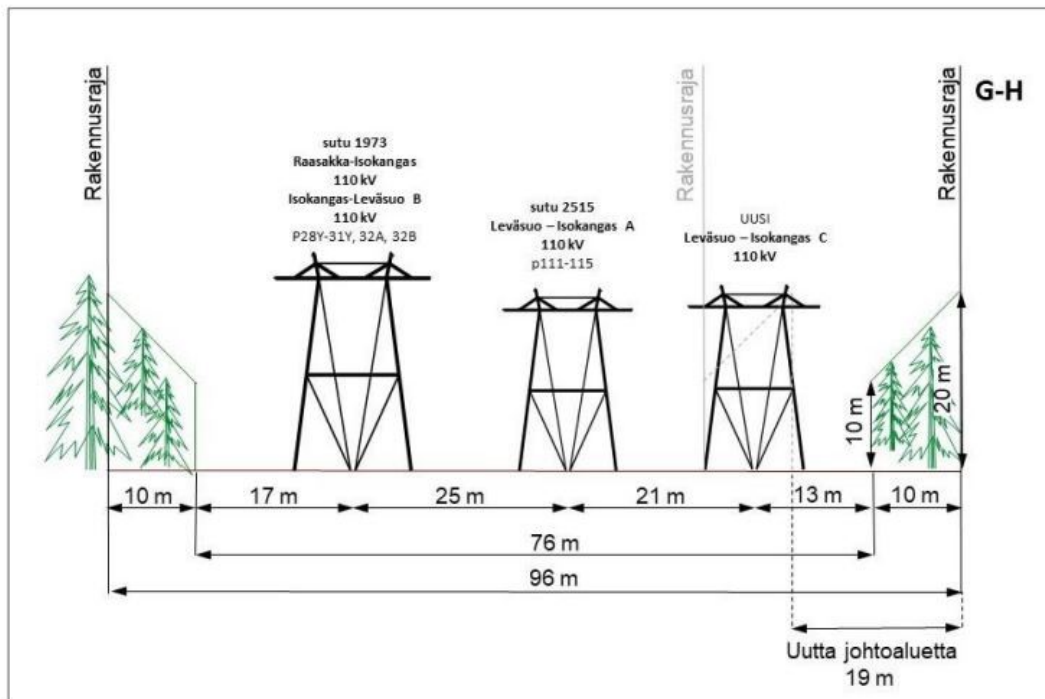 Rakennusraja
Rakennusraja
Rakennusraja
G-H
sutu 1973
Raasakka-Isokangas
110 kV
Isokangas-Leväsuo B
110 kV
P28Y-31Y, 32A, 32B
sutu 2515
Leväsuo – Isokangas A
110 kV
p111-115
UUSI
Leväsuo – Isokangas C
110 kV
10 m
20 m
10 m
17 m
25 m
21 m
13 m
10 m
76 m
96 m
Uutta johtoaluetta
19 m